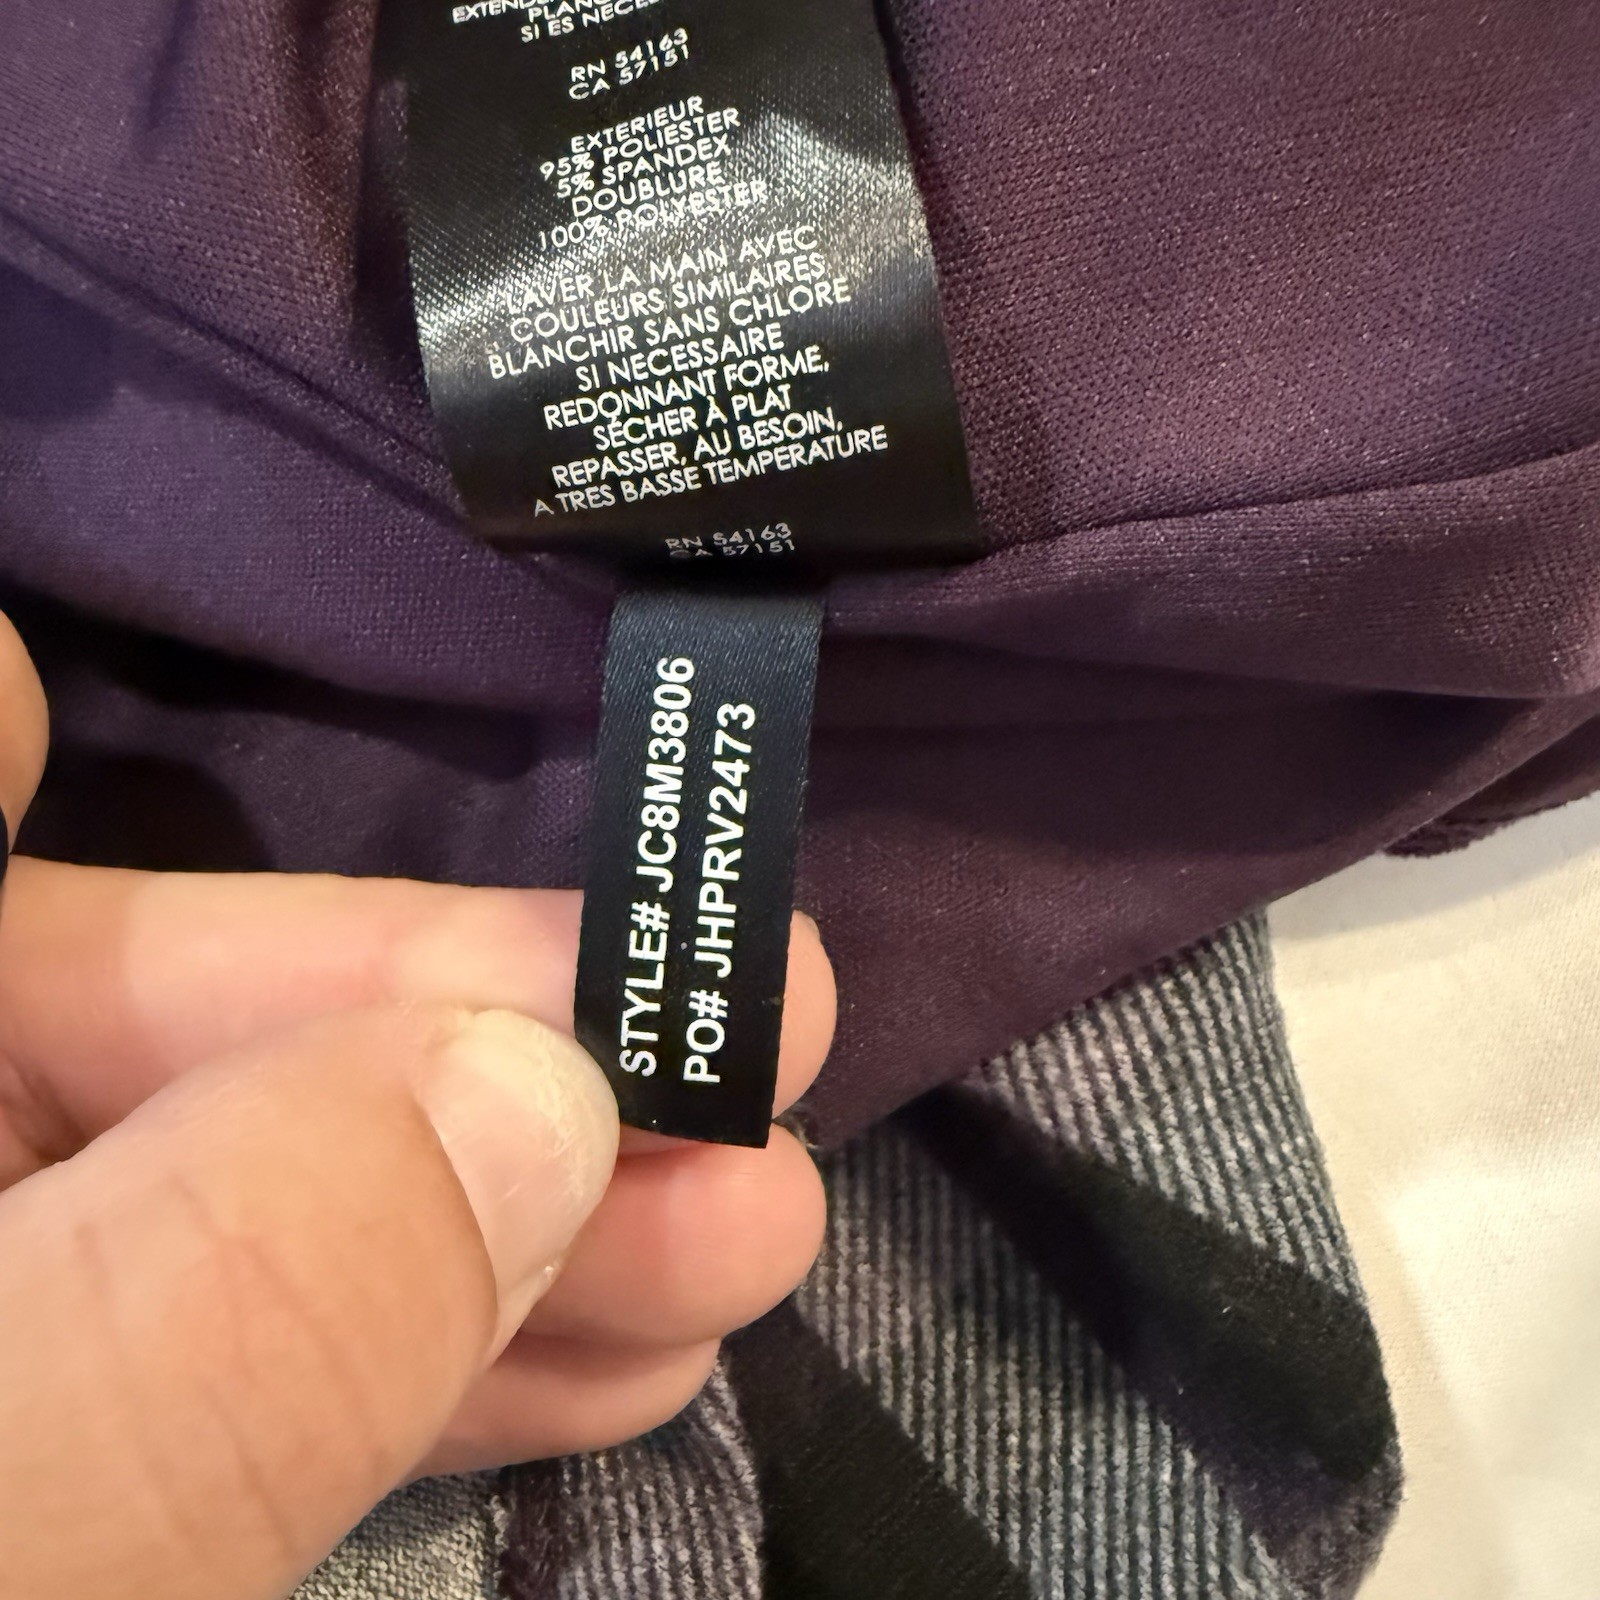 SI ES NECE
RN 54163
CA 57151
EXTERIEUR
95% POLIESTER
5% SPANDEX
DOUBLURE
100% POLYESTER
LAVER LA MAIN AVEC
COULEURS SIMILAIRES
BLANCHIR SANS CHLORE
SI NECESSAIRE
REDONNANT FORME,
SÉCHER À PLAT
REPASSER, AU BESOIN,
A TRES BASSE TEMPERATURE
RN 54163
CA 57151
STYLE# JC8M3806
PO# JHPRV2473